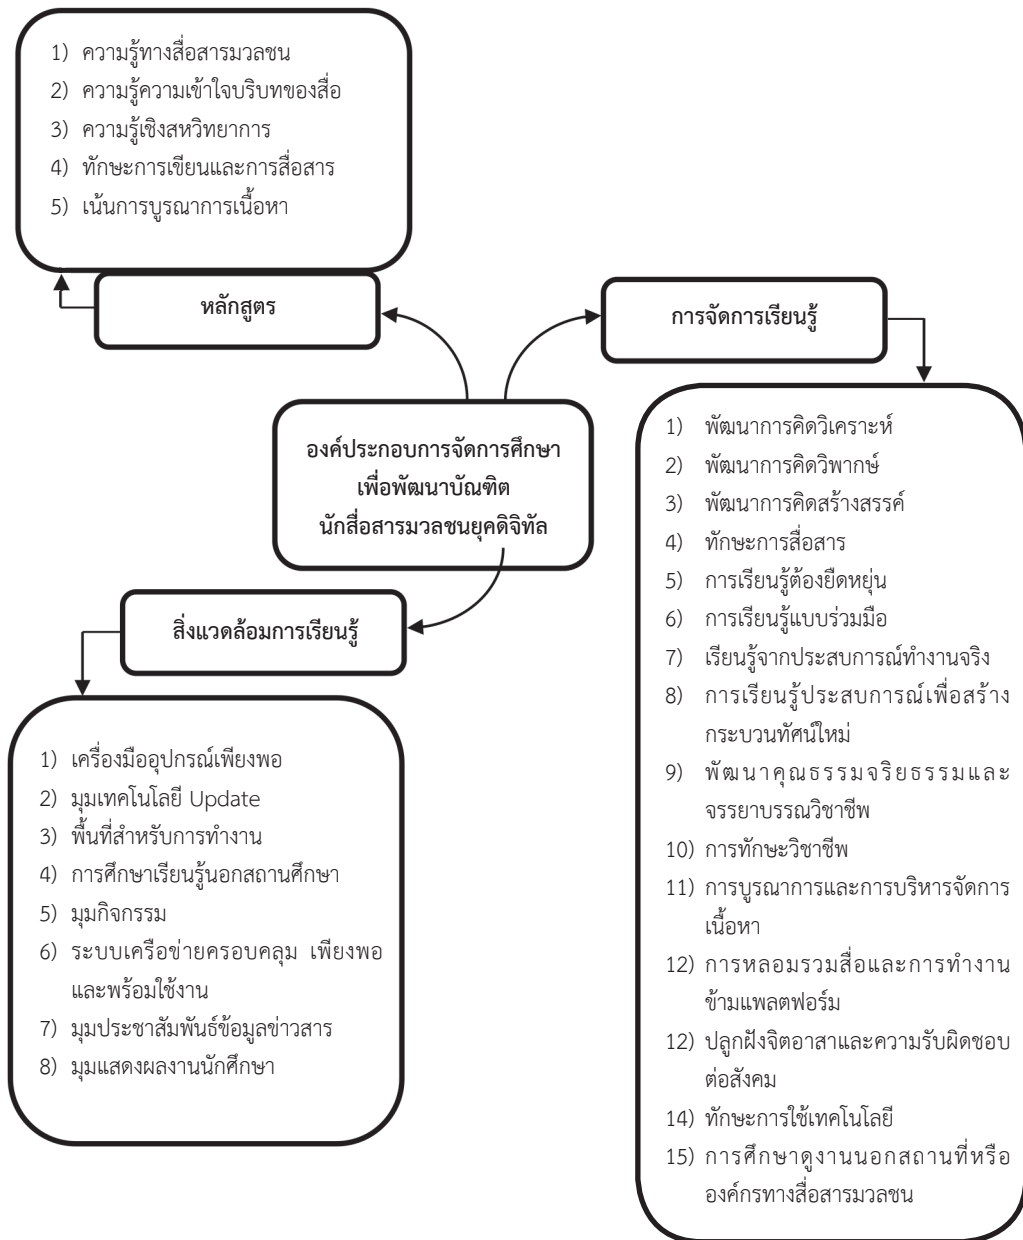 1) ความรู้ทางสื่อสารมวลชน
2) ความรู้ความเข้าใจบริบทของสื่อ
3) ความรู้เชิงสหวิทยาการ
4) ทักษะการเขียนและการสื่อสาร
5) เน้นการบูรณาการเนื้อหา
หลักสูตร
การจัดการเรียนรู้
องค์ประกอบการจัดการศึกษา
เพื่อพัฒนาบัณฑิต
นักสื่อสารมวลชนยุคดิจิทัล
สิ่งแวดล้อมการเรียนรู้
1) เครื่องมืออุปกรณ์เพียงพอ
2) มุมเทคโนโลยี Update
3) พื้นที่สำหรับการทำงาน
4) การศึกษาเรียนรู้นอกสถานศึกษา
5) มุมกิจกรรม
6) ระบบเครือข่ายครอบคลุม เพียงพอ
และพร้อมใช้งาน
7) มุมประชาสัมพันธ์ข้อมูลข่าวสาร
8) มุมแสดงผลงานนักศึกษา
1) พัฒนาการคิดวิเคราะห์
2) พัฒนาการคิดวิพากษ์
3) พัฒนาการคิดสร้างสรรค์
4) ทักษะการสื่อสาร
5) การเรียนรู้ต้องยืดหยุ่น
6) การเรียนรู้แบบร่วมมือ
7) เรียนรู้จากประสบการณ์ทำงานจริง
8) การเรียนรู้ประสบการณ์เพื่อสร้าง
กระบวนทัศน์ใหม่
9) พัฒนาคุณธรรมจริยธรรมและ
จรรยาบรรณวิชาชีพ
10) การทักษะวิชาชีพ
11) การบูรณาการและการบริหารจัดการ
เนื้อหา
12) การหลอมรวมสื่อและการทำงาน
ข้ามแพลตฟอร์ม
12) ปลูกฝังจิตอาสาและความรับผิดชอบ
ต่อสังคม
14) ทักษะการใช้เทคโนโลยี
15) การศึกษาดูงานนอกสถานที่หรือ
องค์กรทางสื่อสารมวลชน